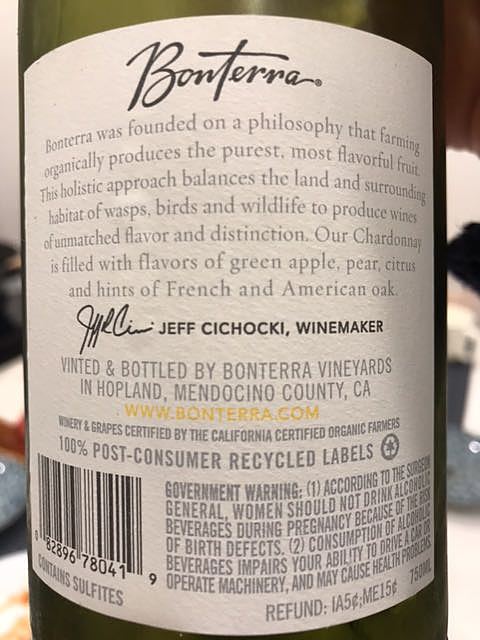 Bonterra®
Bonterra was founded on a philosophy that farming
organically produces the purest, most flavorful fruit.
This holistic approach balances the land and surrounding
habitat of wasps, birds and wildlife to produce wines
of unmatched flavor and distinction. Our Chardonnay
is filled with flavors of green apple, pear, citrus
and hints of French and American oak.
JEFF CICHOCKI, WINEMAKER
VINTED & BOTTLED BY BONTERRA VINEYARDS
IN HOPLAND, MENDOCINO COUNTY, CA
WWW.BONTERRA.COM
WINERY & GRAPES CERTIFIED BY THE CALIFORNIA CERTIFIED ORGANIC FARMERS
100% POST-CONSUMER RECYCLED LABELS
GOVERNMENT WARNING: (1) ACCORDING TO THE SURGEON
GENERAL, WOMEN SHOULD NOT DRINK ALCOHOLIC
BEVERAGES DURING PREGNANCY BECAUSE OF THE RISK
OF BIRTH DEFECTS. (2) CONSUMPTION OF ALCOHOLIC
BEVERAGES IMPAIRS YOUR ABILITY TO DRIVE A CAR OR
OPERATE MACHINERY, AND MAY CAUSE HEALTH PROBLEMS.
0 82896 78041 9
CONTAINS SULFITES
750ML
REFUND: IA5¢;ME15¢